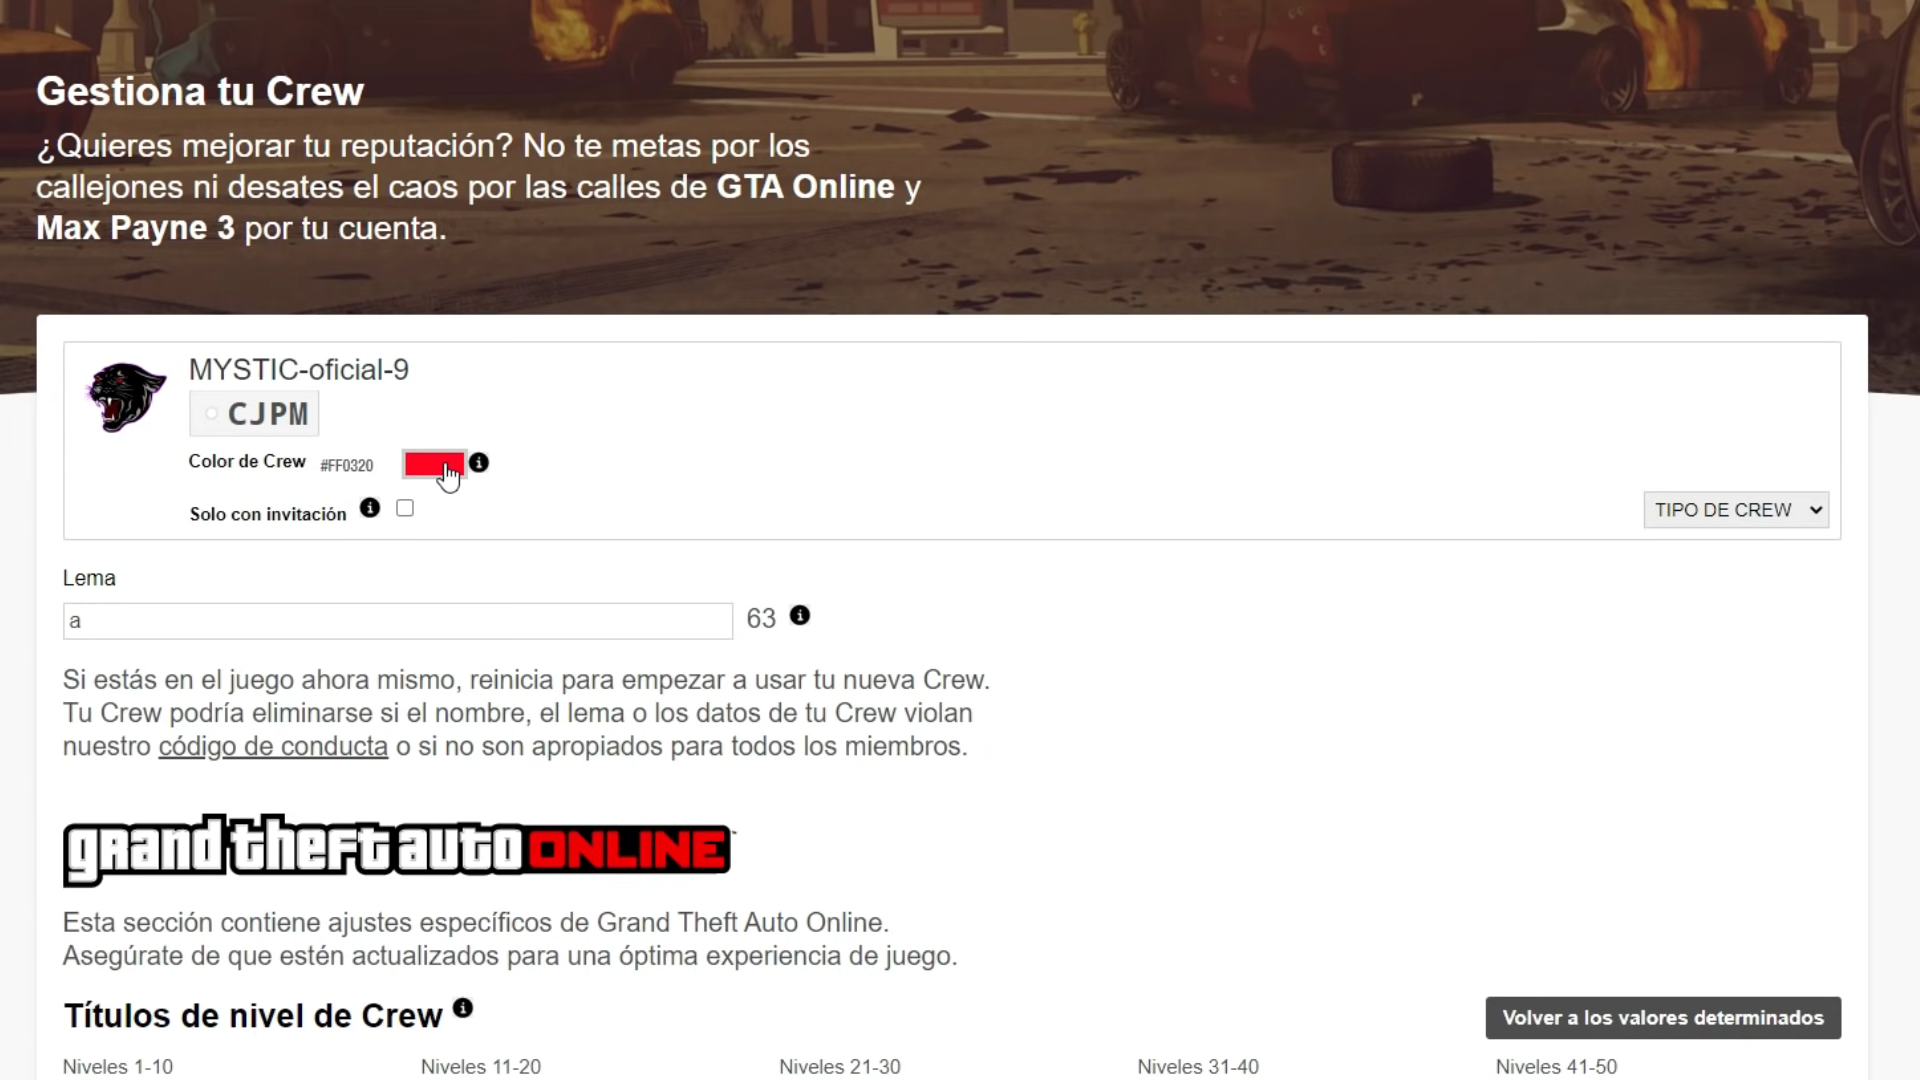 Gestiona tu Crew
¿Quieres mejorar tu reputación? No te metas por los
callejones ni desates el caos por las calles de GTA Online y
Max Payne 3 por tu cuenta.
MYSTIC-oficial-9
CJPM
Color de Crew #FF0320
Solo con invitación
TIPO DE CREW
Lema
a
63
Si estás en el juego ahora mismo, reinicia para empezar a usar tu nueva Crew.
Tu Crew podría eliminarse si el nombre, el lema o los datos de tu Crew violan
nuestro código de conducta o si no son apropiados para todos los miembros.
grand theft auto ONLINE
Esta sección contiene ajustes específicos de Grand Theft Auto Online.
Asegúrate de que estén actualizados para una óptima experiencia de juego.
Títulos de nivel de Crew
Volver a los valores determinados
Niveles 1-10 Niveles 11-20 Niveles 21-30 Niveles 31-40 Niveles 41-50